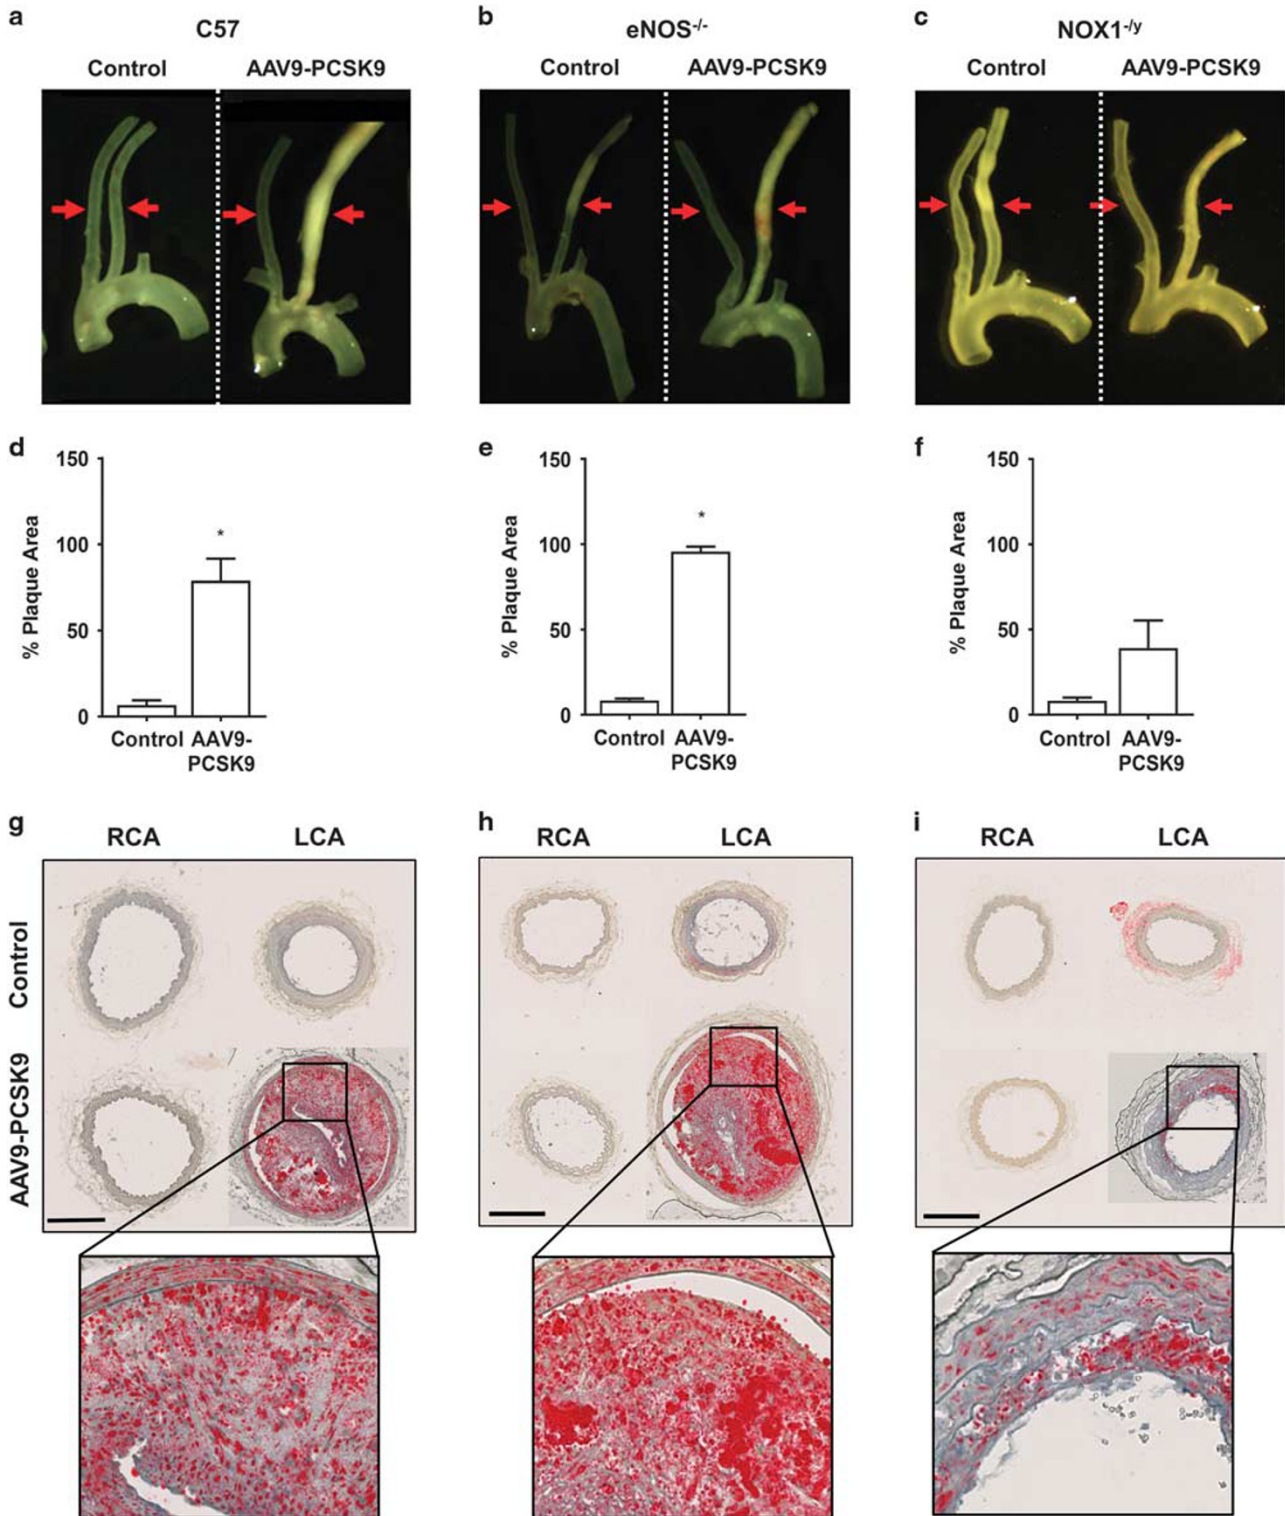 a
C57
Control AAV9-PCSK9
b
eNOS-/-
Control AAV9-PCSK9
c
NOX1-/y
Control AAV9-PCSK9
d
150
100
50
0
% Plaque Area
*
Control AAV9-
PCSK9
e
150
100
50
0
% Plaque Area
*
Control AAV9-
PCSK9
f
150
100
50
0
% Plaque Area
Control AAV9-
PCSK9
g
RCA LCA
Control
AAV9-PCSK9
h
RCA LCA
i
RCA LCA